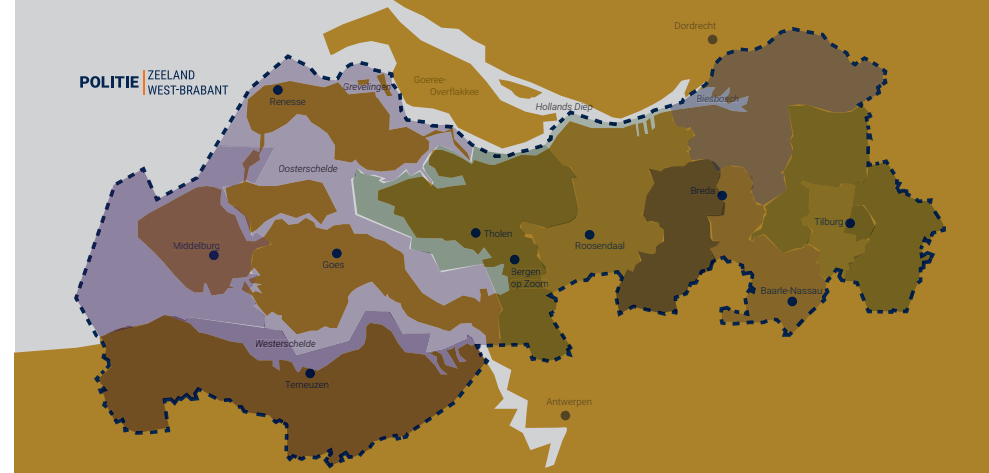 Dordrecht
POLITIE
ZEELAND
WEST-BRABANT
Goeree-
Overflakkee
Grevelingen
Renesse
Hollands Diep
Biesbosch
Oosterschelde
Breda
Tilburg
Tholen
Middelburg
Roosendaal
Goes
Bergen
op Zoom
Baarle-Nassau
Westerschelde
Terneuzen
Antwerpen